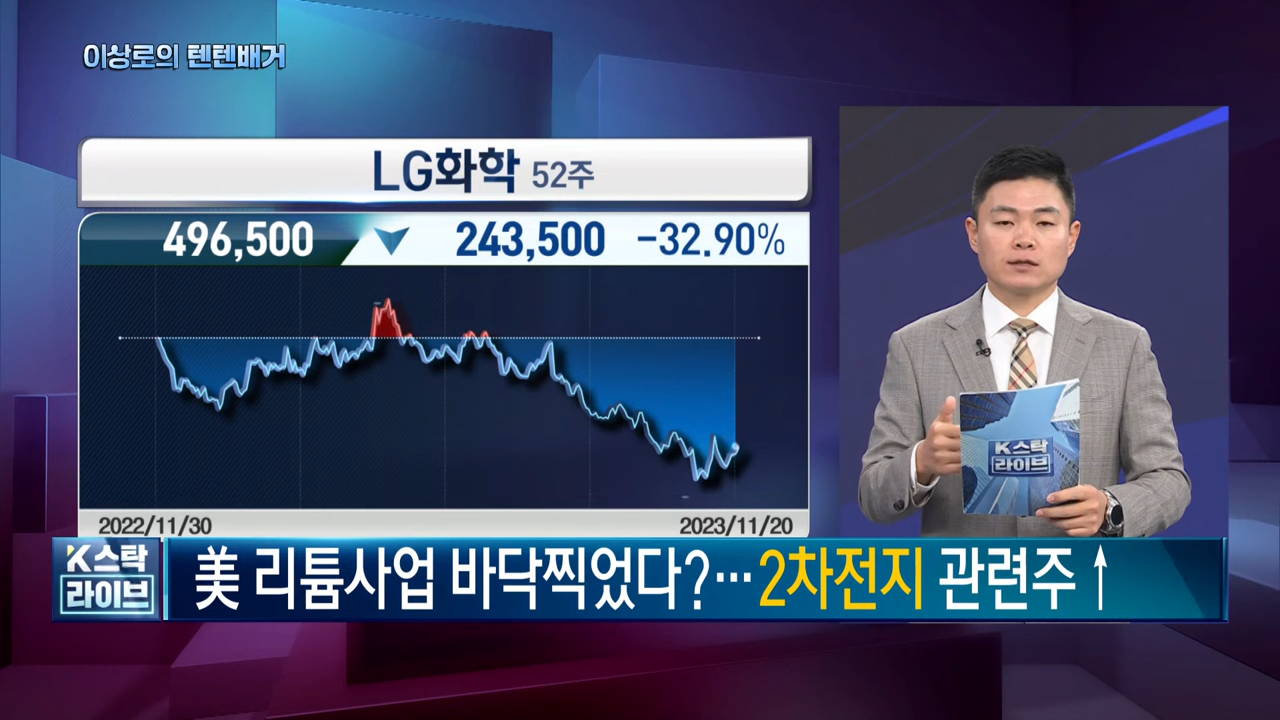 이상로의 텐텐배거
LG화학 52주
496,500 ▼ 243,500 -32.90%
2022/11/30
2023/11/20
K스탁
라이브
K스탁
라이브
美 리튬사업 바닥찍었다?…2차전지 관련주↑